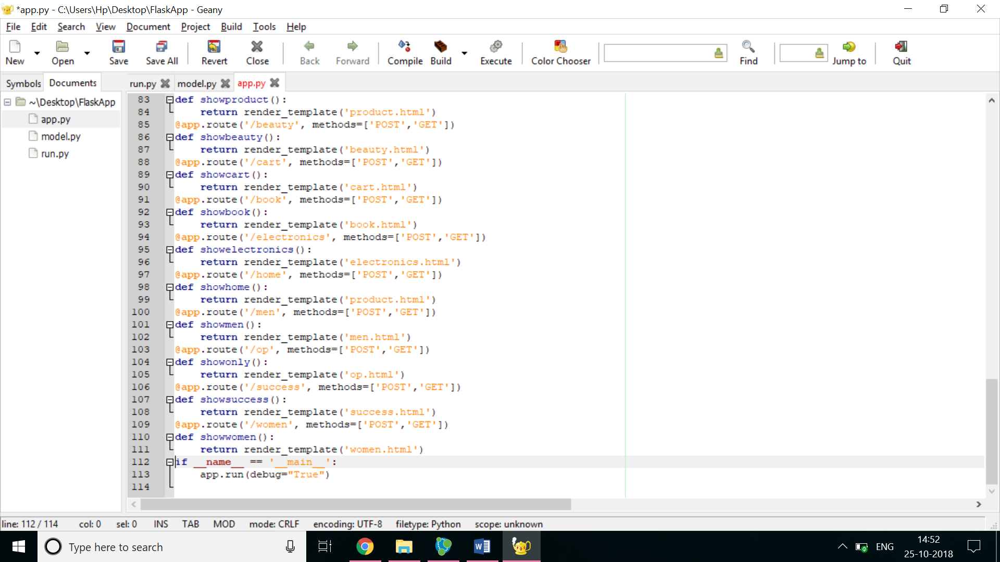 *app.py - C:\Users\Hp\Desktop\FlaskApp - Geany
File Edit Search View Document Project Build Tools Help
New Open Save Save All Revert Close Back Forward Compile Build Execute Color Chooser Find Jump to Quit
Symbols Documents run.py model.py app.py
~\Desktop\FlaskApp
app.py
model.py
run.py
83 def showproduct():
84 return render_template('product.html')
85 @app.route('/beauty', methods=['POST','GET'])
86 def showbeauty():
87 return render_template('beauty.html')
88 @app.route('/cart', methods=['POST','GET'])
89 def showcart():
90 return render_template('cart.html')
91 @app.route('/book', methods=['POST','GET'])
92 def showbook():
93 return render_template('book.html')
94 @app.route('/electronics', methods=['POST','GET'])
95 def showelectronics():
96 return render_template('electronics.html')
97 @app.route('/home', methods=['POST','GET'])
98 def showhome():
99 return render_template('product.html')
100 @app.route('/men', methods=['POST','GET'])
101 def showmen():
102 return render_template('men.html')
103 @app.route('/op', methods=['POST','GET'])
104 def showonly():
105 return render_template('op.html')
106 @app.route('/success', methods=['POST','GET'])
107 def showsuccess():
108 return render_template('success.html')
109 @app.route('/women', methods=['POST','GET'])
110 def showwomen():
111 return render_template('women.html')
112 if __name__ == '__main__':
113 app.run(debug="True")
114
line: 112 / 114 col: 0 sel: 0 INS TAB MOD mode: CRLF encoding: UTF-8 filetype: Python scope: unknown
Type here to search ENG 14:52
25-10-2018